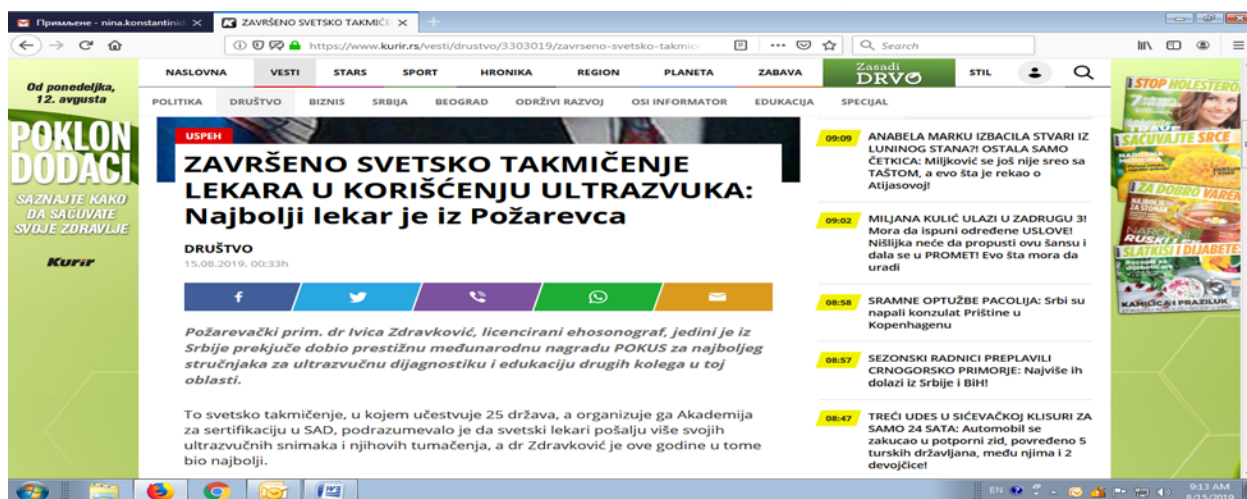 Примљене - nina.konstantinid
ZAVRŠENO SVETSKO TAKMIČE
https://www.kurir.rs/vesti/drustvo/3303019/zavrseno-svetsko-takmic
Search
Od ponedeljka,
12. avgusta
POKLON
DODACI
SAZNAJTE KAKO
DA SAČUVATE
SVOJE ZDRAVLJE
Kurir
NASLOVNA VESTI STARS SPORT HRONIKA REGION PLANETA ZABAVA Zasadi DRVO STIL
POLITIKA DRUŠTVO BIZNIS SRBIJA BEOGRAD ODRŽIVI RAZVOJ OSI INFORMATOR EDUKACIJA SPECIJAL
USPEH
ZAVRŠENO SVETSKO TAKMIČENJE
LEKARA U KORIŠĆENJU ULTRAZVUKA:
Najbolji lekar je iz Požarevca
DRUŠTVO
15.08.2019. 00:33h
Požarevački prim. dr Ivica Zdravković, licencirani ehosonograf, jedini je iz
Srbije prekjuče dobio prestižnu međunarodnu nagradu POKUS za najboljeg
stručnjaka za ultrazvučnu dijagnostiku i edukaciju drugih kolega u toj
oblasti.
To svetsko takmičenje, u kojem učestvuje 25 država, a organizuje ga Akademija
za sertifikaciju u SAD, podrazumevalo je da svetski lekari pošalju više svojih
ultrazvučnih snimaka i njihovih tumačenja, a dr Zdravković je ove godine u tome
bio najbolji.
09:09 ANABELA MARKU IZBACILA STVARI IZ
LUNINOG STANA?! OSTALA SAMO
ČETKICA: Miljković se još nije sreo sa
TAŠTOM, a evo šta je rekao o
Atijasovoj!
09:02 MILJANA KULIĆ ULAZI U ZADRUGU 3!
Mora da ispuni određene USLOVE!
Nišlijka neće da propusti ovu šansu i
dala se u PROMET! Evo šta mora da
uradi
08:58 SRAMNE OPTUŽBE PACOLIJA: Srbi su
napali konzulat Prištine u
Kopenhagenu
08:57 SEZONSKI RADNICI PREPLAVILI
CRNOGORSKO PRIMORJE: Najviše ih
dolazi iz Srbije i BiH!
08:47 TREĆI UDES U SIĆEVAČKOJ KLISURI ZA
SAMO 24 SATA: Automobil se
zakucao u potporni zid, povređeno 5
turskih državljana, među njima i 2
devojčice!
STOP HOLESTERO
SAČUVAJTE SRCE
ZA DOBRO VAREN
NARODNI
RUSKI LEK
SLATKIŠI I DIJABETE
KAMILICA I PRAZILUK
EN
9:13 AM
8/15/2019